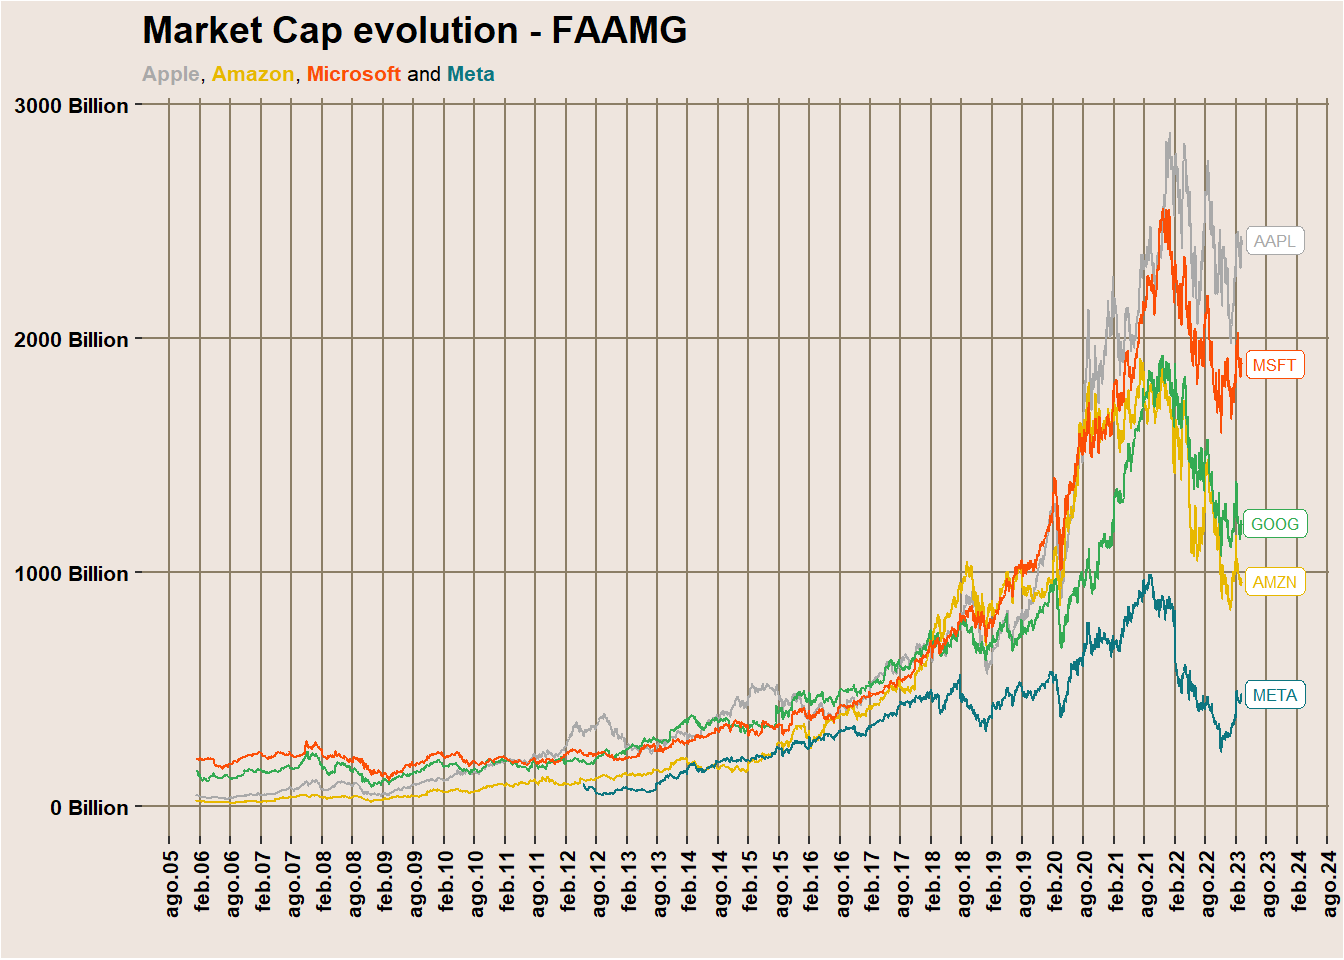 Market Cap evolution - FAAMG
Apple, Amazon, Microsoft and Meta
3000 Billion
2000 Billion
1000 Billion
0 Billion
AAPL
MSFT
GOOG
AMZN
META
ago.05
feb.06
ago.06
feb.07
ago.07
feb.08
ago.08
feb.09
ago.09
feb.10
ago.10
feb.11
ago.11
feb.12
ago.12
feb.13
ago.13
feb.14
ago.14
feb.15
ago.15
feb.16
ago.16
feb.17
ago.17
feb.18
ago.18
feb.19
ago.19
feb.20
ago.20
feb.21
ago.21
feb.22
ago.22
feb.23
ago.23
feb.24
ago.24